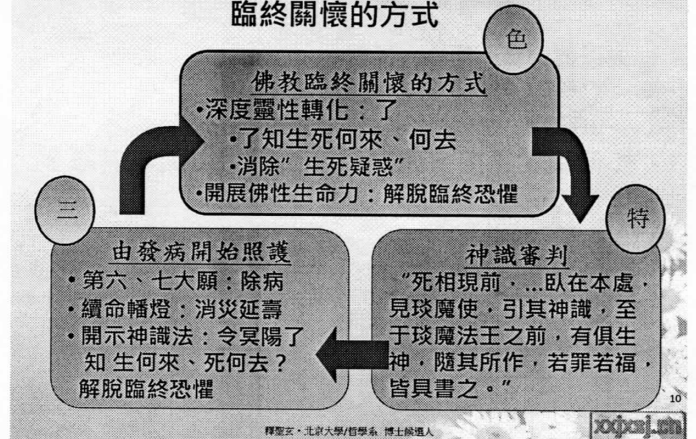 臨終關懷的方式
色
佛教臨終關懷的方式
•深度靈性轉化：了
•了知生死何來、何去
•消除”生死疑惑”
•開展佛性生命力：解脫臨終恐懼
三
特
由發病開始照護
• 第六、七大願：除病
• 續命幡燈：消災延壽
• 開示神識法：令冥陽了
知 生何來、死何去？
解脫臨終恐懼
神識審判
“死相現前，…臥在本處，
見琰魔使，引其神識，至
于琰魔法王之前，有俱生
神，隨其所作，若罪若福，
皆具書之。”
10
釋聖玄・北京大學/哲學系 博士候選人